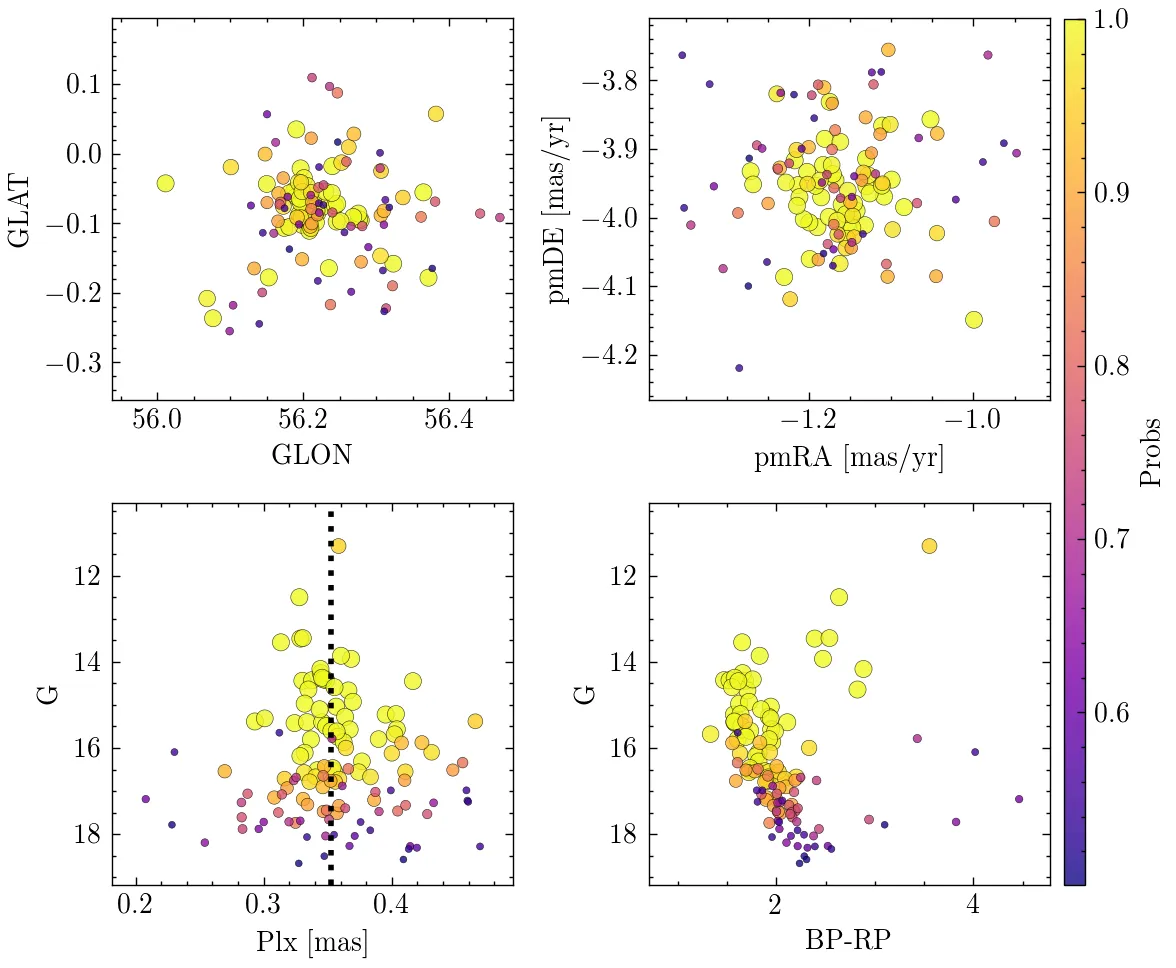 0.1
0.0
−0.1
−0.2
−0.3
GLAT
56.0 56.2 56.4
GLON
−3.8
−3.9
−4.0
−4.1
−4.2
pmDE [mas/yr]
−1.2 −1.0
pmRA [mas/yr]
1.0
0.9
0.8
0.7
0.6
Probs
12
14
16
18
G
0.2 0.3 0.4
Plx [mas]
12
14
16
18
G
2 4
BP-RP